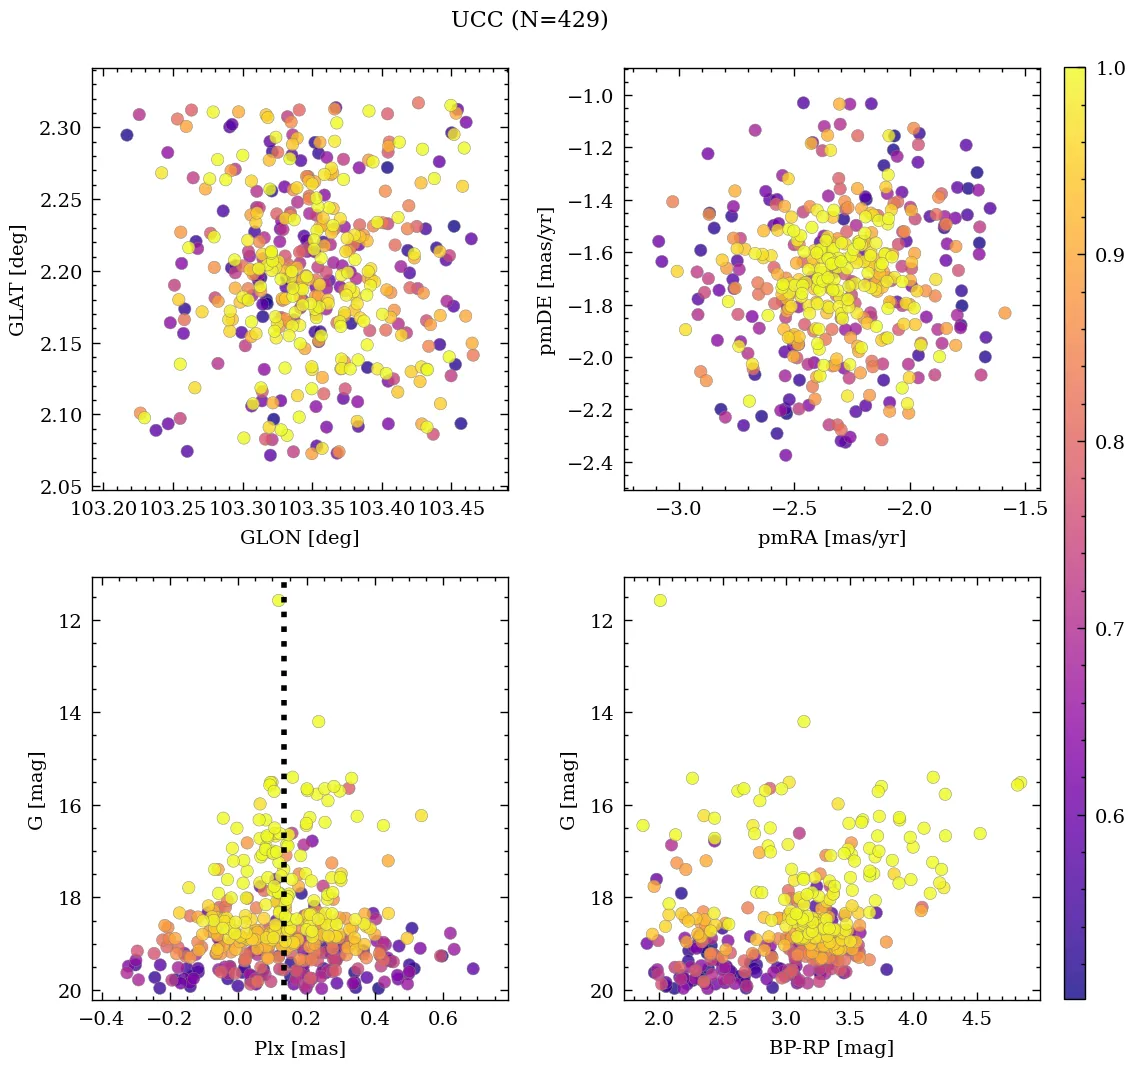 UCC (N=429)
2.30
2.25
2.20
2.15
2.10
2.05
GLAT [deg]
103.20 103.25 103.30 103.35 103.40 103.45
GLON [deg]
−1.0
−1.2
−1.4
−1.6
−1.8
−2.0
−2.2
−2.4
pmDE [mas/yr]
−3.0 −2.5 −2.0 −1.5
pmRA [mas/yr]
12
14
16
18
20
G [mag]
−0.4 −0.2 0.0 0.2 0.4 0.6
Plx [mas]
12
14
16
18
20
G [mag]
2.0 2.5 3.0 3.5 4.0 4.5
BP-RP [mag]
1.0
0.9
0.8
0.7
0.6